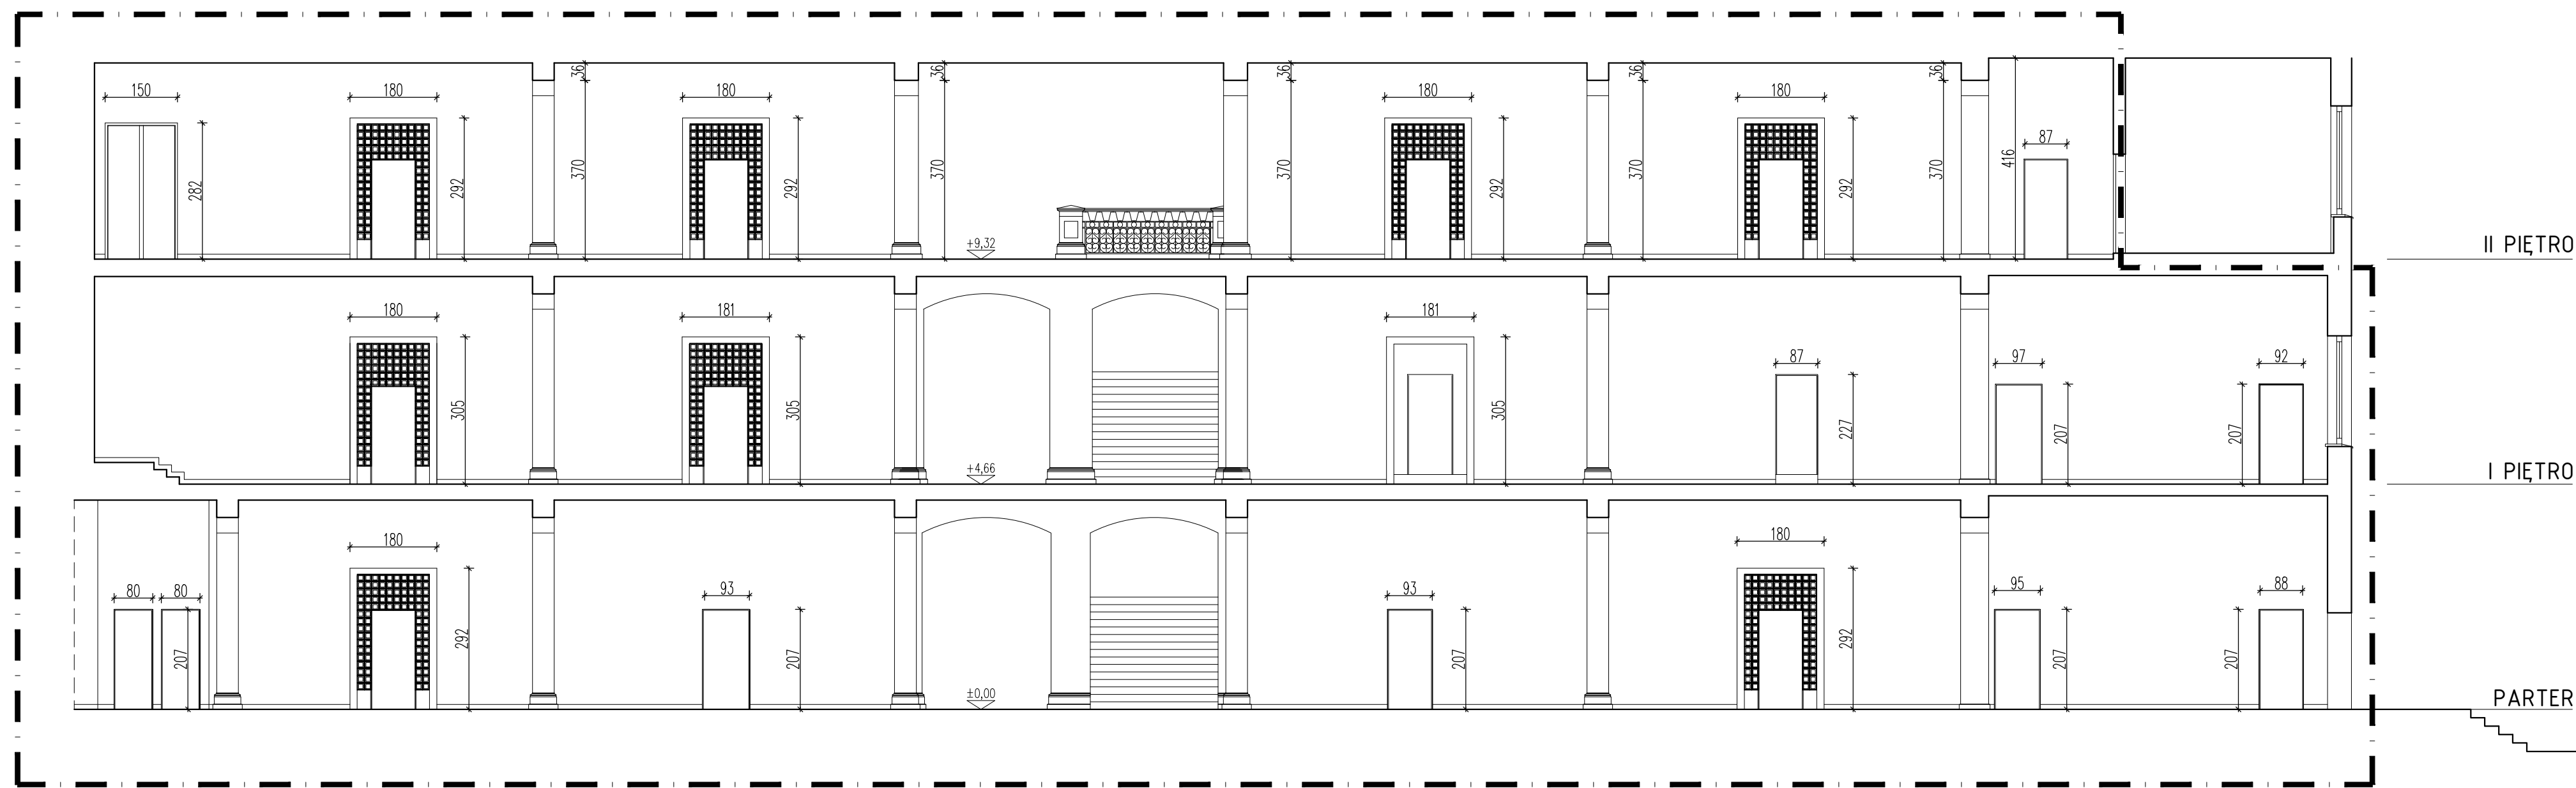 36 36 36 36 36
150 180 180 180 180 87
282 292 370 292 370 370 292 370 292 370 416
+9,32
II PIĘTRO
180 181 181 87 97 92
305 305 305 227 207 207
+4,66
I PIĘTRO
80 80 180 93 93 180 95 88
207 292 207 207 292 207 207
±0,00
PARTER